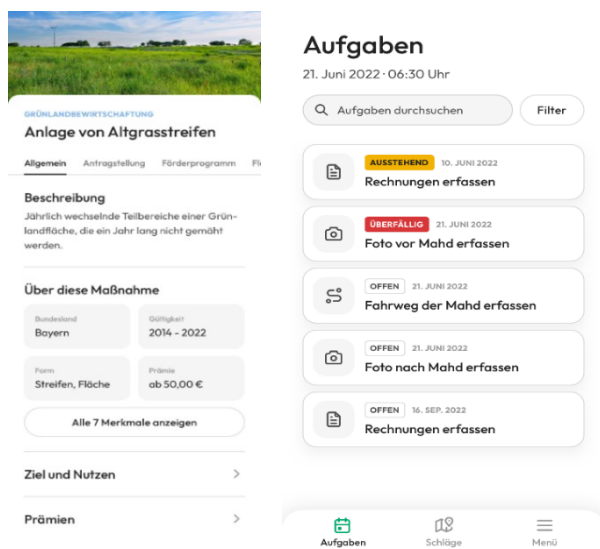 GRÜNLANDBEWIRTSCHAFTUNG
Anlage von Altgrasstreifen
Allgemein Antragstellung Förderprogramm
Beschreibung
Jährlich wechselnde Teilbereiche einer Grün-
landfläche, die ein Jahr lang nicht gemäht
werden.
Über diese Maßnahme
Bundesland
Bayern
Gültigkeit
2014 - 2022
Form
Streifen, Fläche
Prämie
ab 50,00 €
Alle 7 Merkmale anzeigen
Ziel und Nutzen
Prämien
Aufgaben
21. Juni 2022 · 06:30 Uhr
Aufgaben durchsuchen
Filter
AUSSTEHEND 10. JUNI 2022
Rechnungen erfassen
ÜBERFÄLLIG 21. JUNI 2022
Foto vor Mahd erfassen
OFFEN 21. JUNI 2022
Fahrweg der Mahd erfassen
OFFEN 21. JUNI 2022
Foto nach Mahd erfassen
OFFEN 16. SEP. 2022
Rechnungen erfassen
Aufgaben Schläge Menü